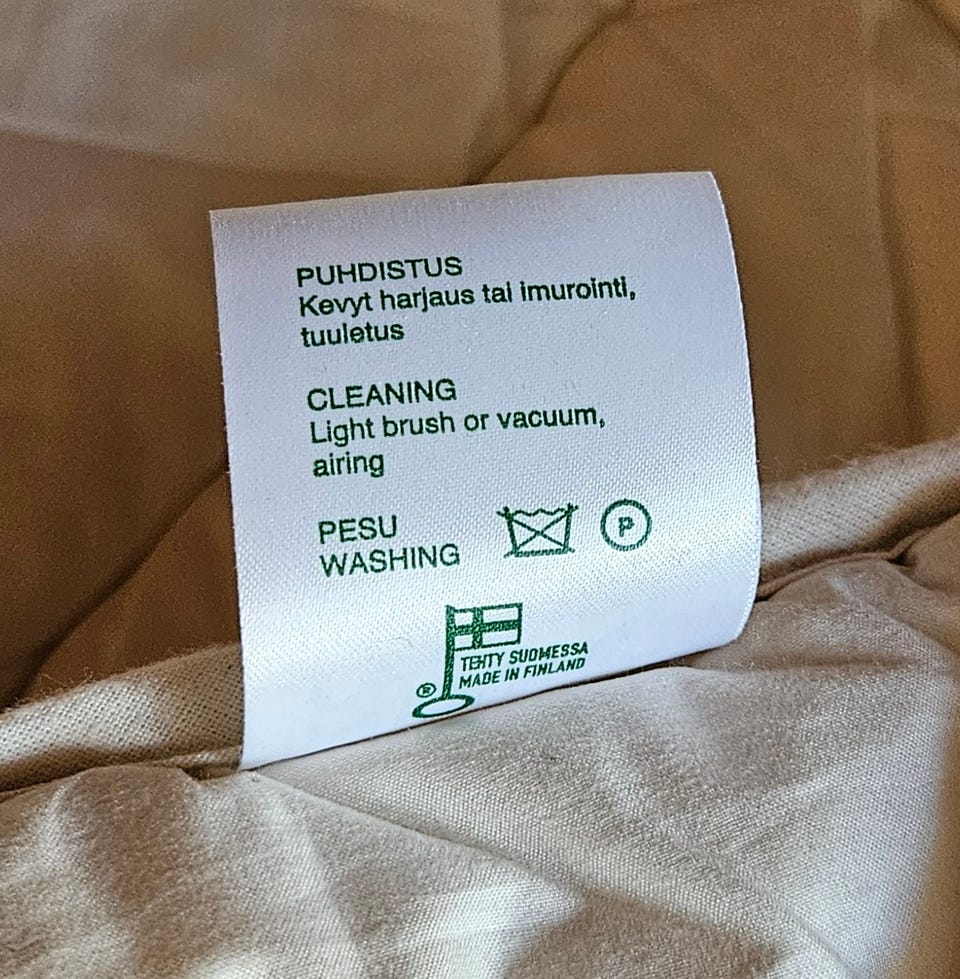 PUHDISTUS
Kevyt harjaus tai imurointi,
tuuletus
CLEANING
Light brush or vacuum,
airing
PESU
WASHING
P
TEHTY SUOMESSA
MADE IN FINLAND
®